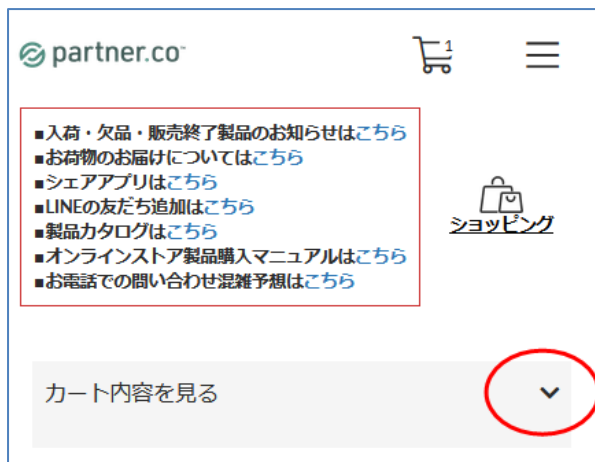 partner.co™
1
■入荷・欠品・販売終了製品のお知らせはこちら
■お荷物のお届けについてはこちら
■シェアアプリはこちら
■LINEの友だち追加はこちら
■製品カタログはこちら
■オンラインストア製品購入マニュアルはこちら
■お電話での問い合わせ混雑予想はこちら
ショッピング
カート内容を見る